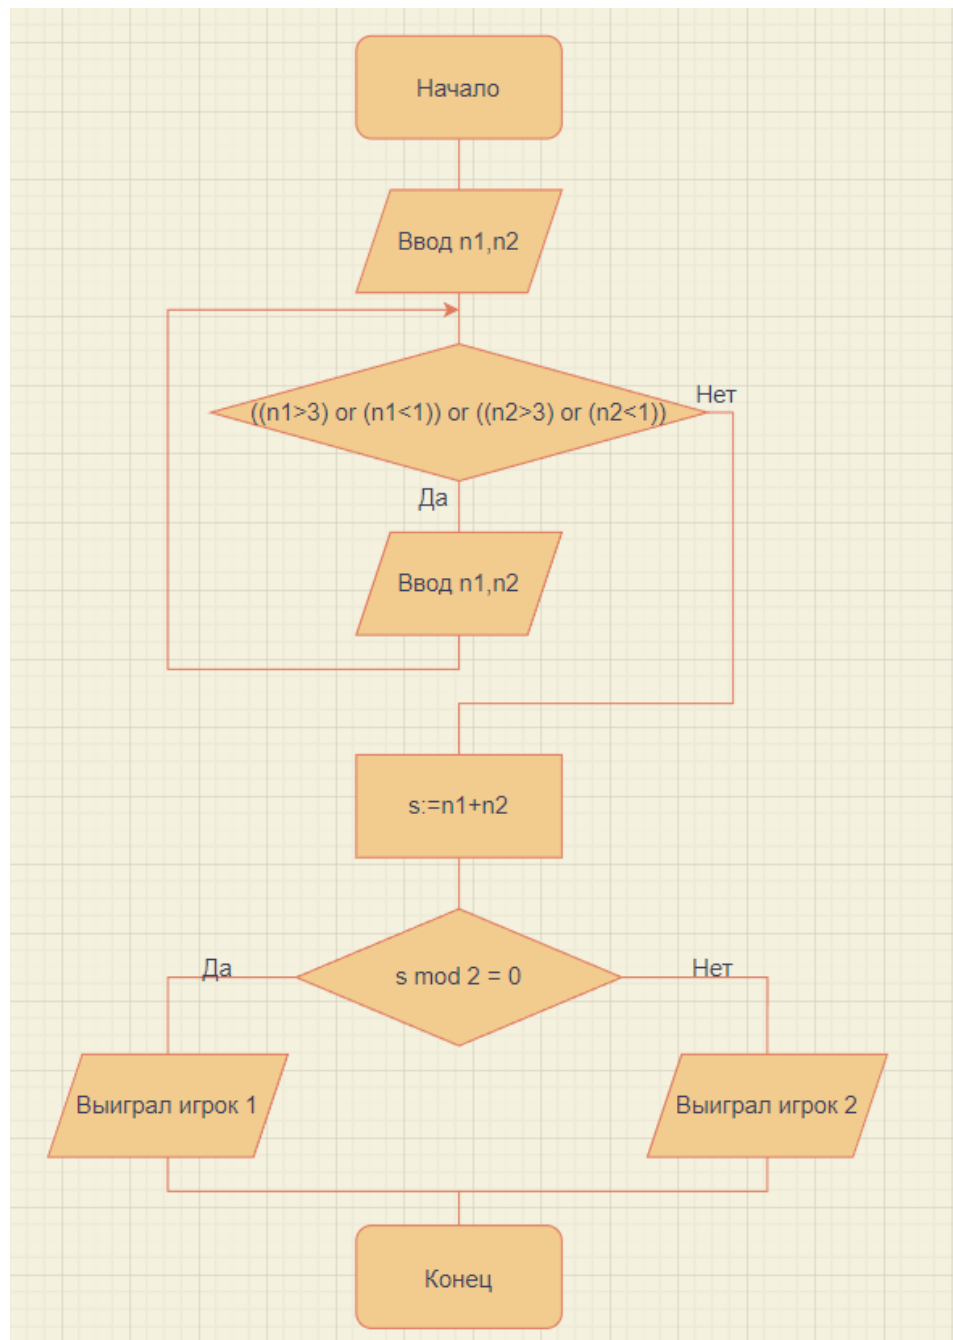 Начало
Ввод n1,n2
((n1>3) or (n1<1)) or ((n2>3) or (n2<1))
Нет
Да
Ввод n1,n2
s:=n1+n2
s mod 2 = 0
Да
Нет
Выиграл игрок 1
Выиграл игрок 2
Конец